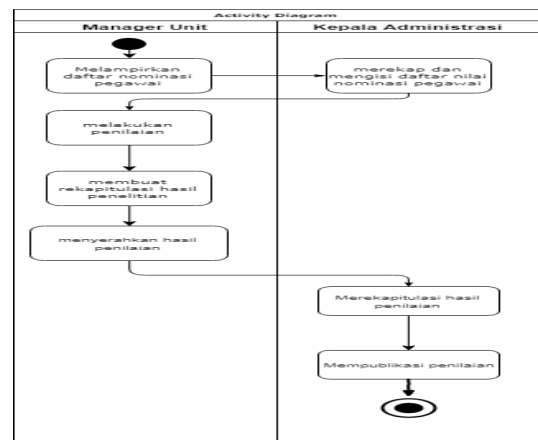 Activity Diagram
Manager Unit
Kepala Administrasi
Melampirkan
daftar nominasi
pegawai
merekap dan
mengisi daftar nilai
nominasi pegawai
melakukan
penilaian
membuat
rekapitulasi hasil
penelitian
menyerahkan hasil
penilaian
Merekapitulasi hasil
penilaian
Mempublikasi penilaian